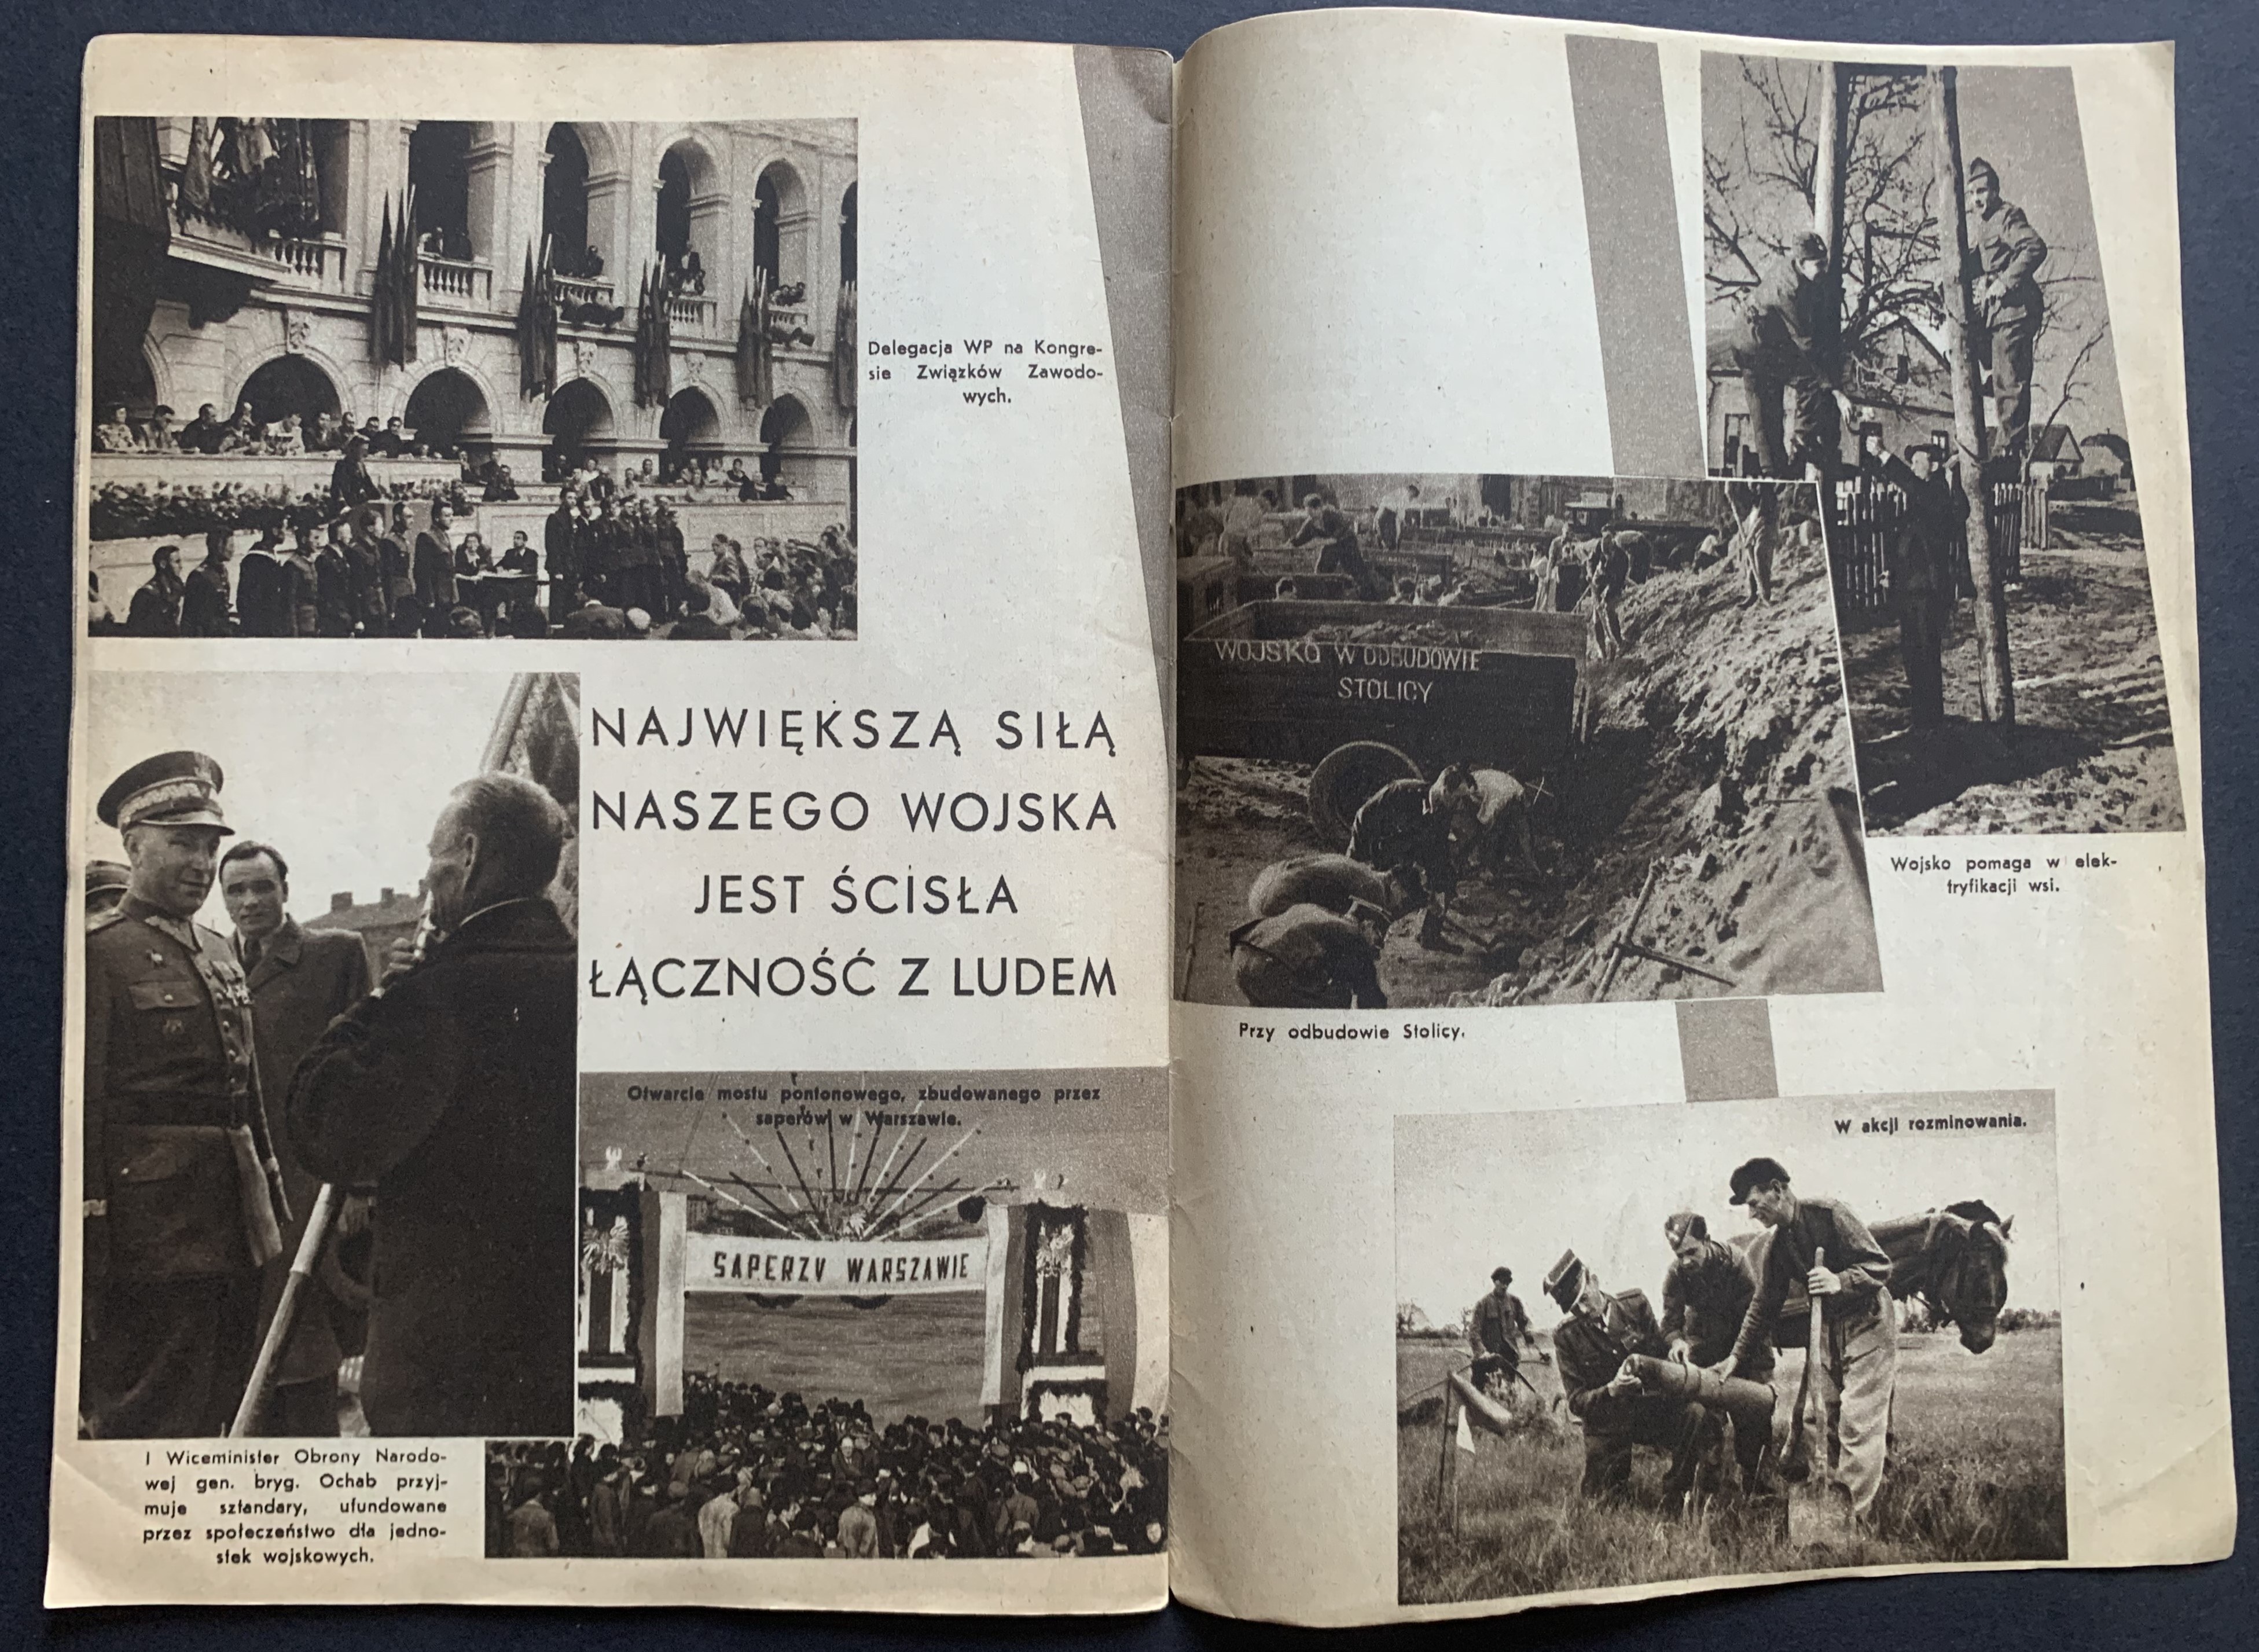 Delegacja WP na Kongre-
sie Związków Zawodo-
wych.
NAJWIĘKSZĄ SIŁĄ
NASZEGO WOJSKA
JEST ŚCISŁA
ŁĄCZNOŚĆ Z LUDEM
I Wiceminister Obrony Narodo-
wej gen. bryg. Ochab przyj-
muje sztandary, ufundowane
przez społeczeństwo dla jedno-
stek wojskowych.
Otwarcie mostu pontonowego, zbudowanego przez
saperów w Warszawie.
SAPERZY WARSZAWIE
WOJSKO W ODBUDOWIE
STOLICY
Przy odbudowie Stolicy.
Wojsko pomaga w elek-
tryfikacji wsi.
W akcji rozminowania.